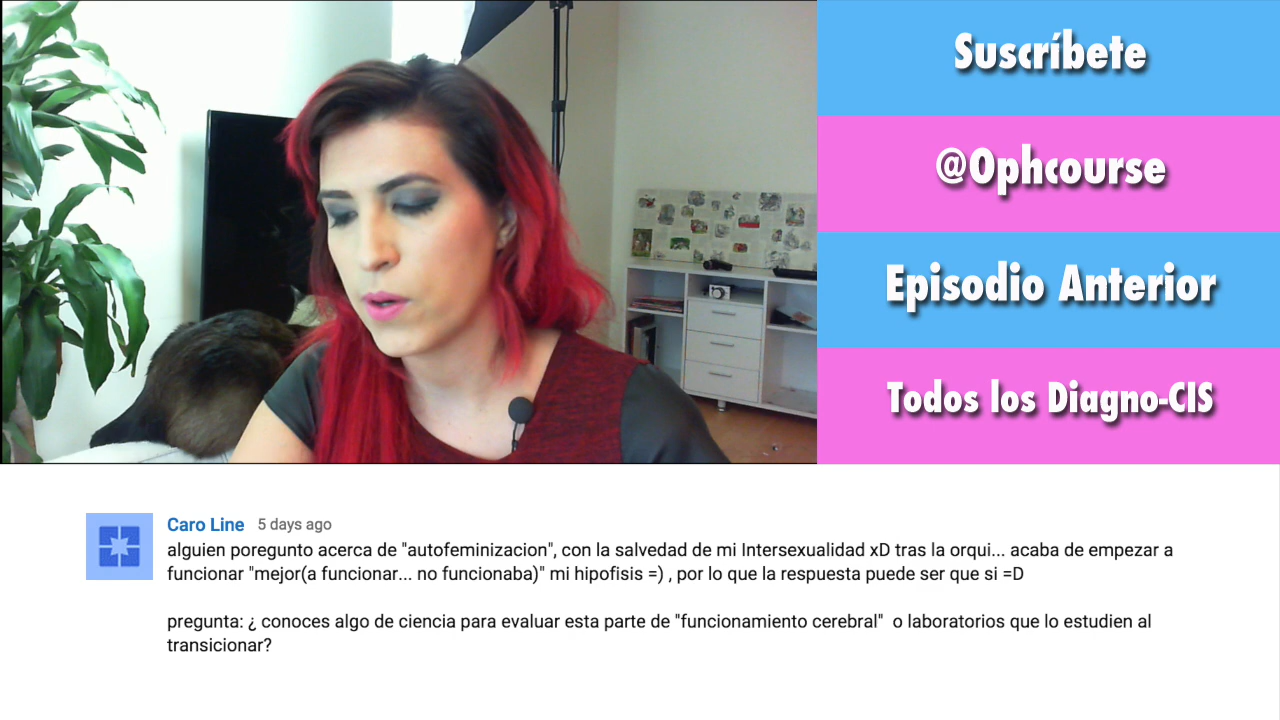 Suscríbete
@Ophcourse
Episodio Anterior
Todos los Diagno-CIS
Caro Line 5 days ago
alguien poregunto acerca de "autofeminizacion", con la salvedad de mi Intersexualidad xD tras la orqui... acaba de empezar a
funcionar "mejor(a funcionar... no funcionaba)" mi hipofisis =) , por lo que la respuesta puede ser que si =D
pregunta: ¿ conoces algo de ciencia para evaluar esta parte de "funcionamiento cerebral" o laboratorios que lo estudien al
transicionar?